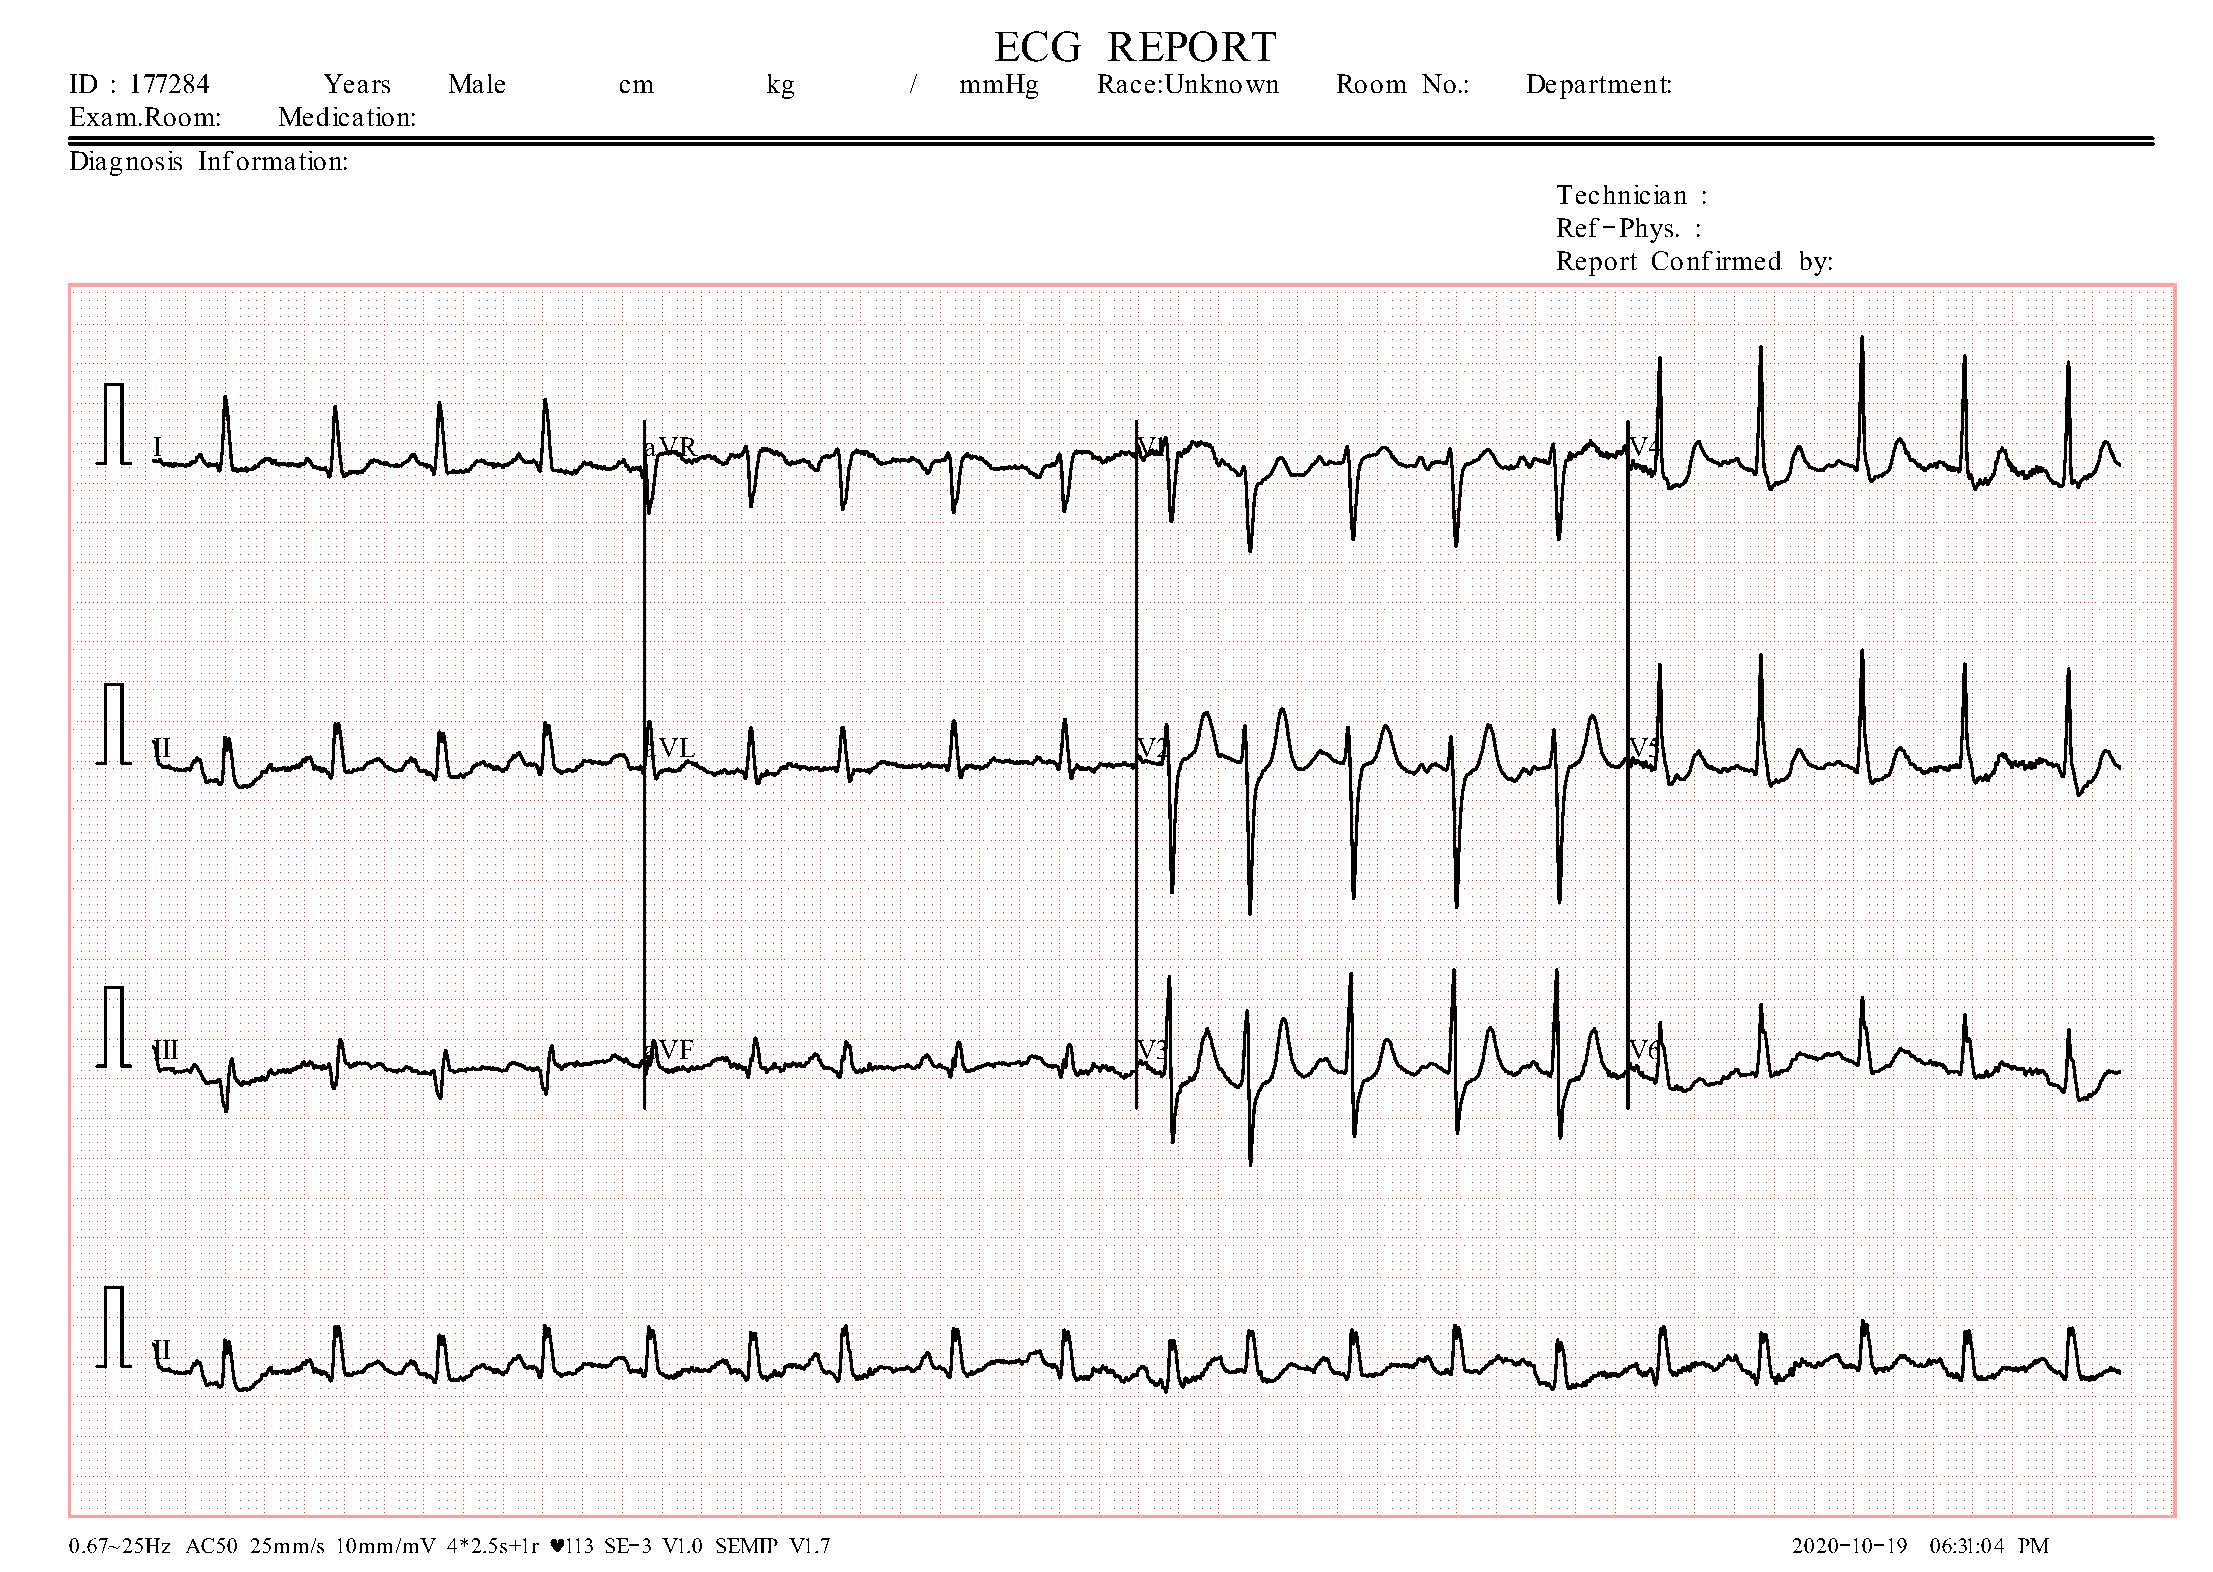 ECG REPORT
ID : 177284 Years Male cm kg / mmHg Race:Unknown Room No.: Department:
Exam.Room: Medication:
Diagnosis Information:
Technician :
Ref-Phys. :
Report Confirmed by:
I aVR V1 V4
II aVL V2 V5
III aVF V3 V6
II
0.67~25Hz AC50 25mm/s 10mm/mV 4*2.5s+1r ♥113 SE-3 V1.0 SEMIP V1.7 2020-10-19 06:31:04 PM